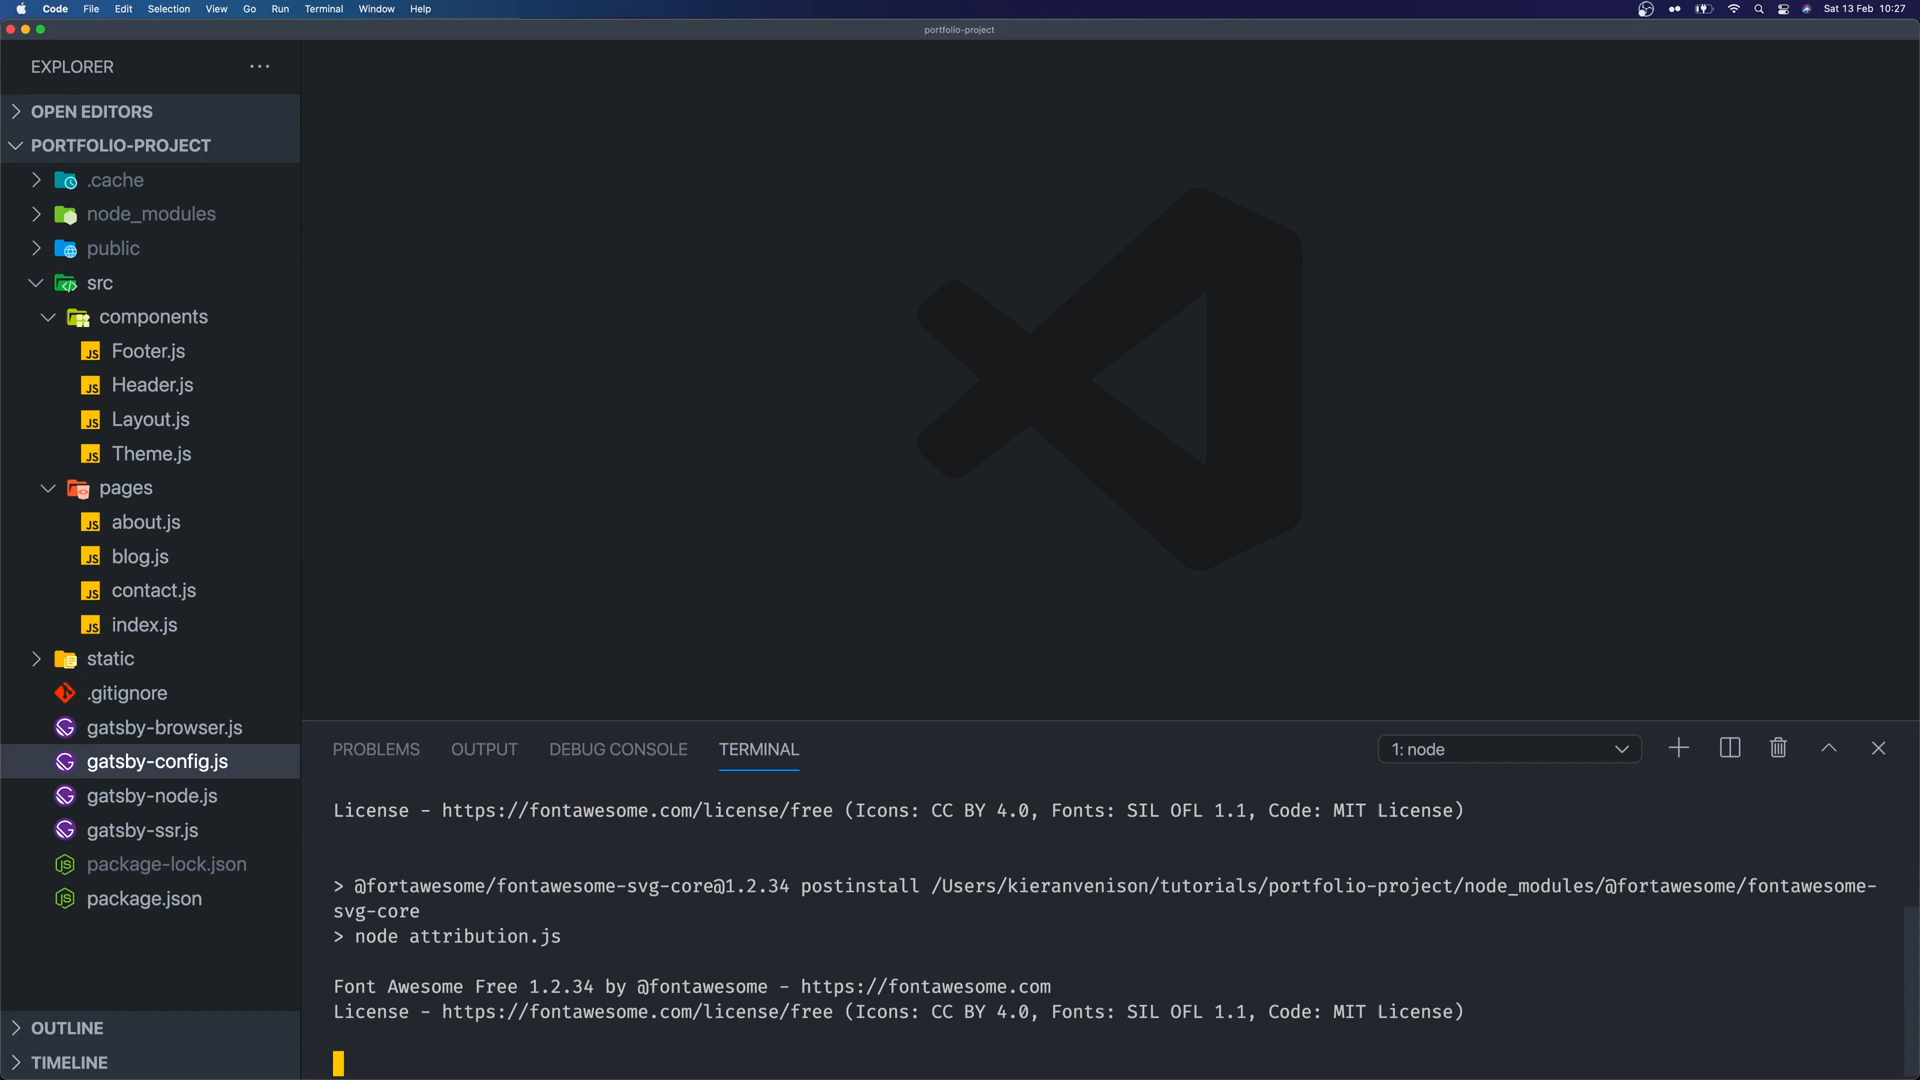 Code File Edit Selection View Go Run Terminal Window Help Sat 13 Feb 10:27
portfolio-project
EXPLORER
OPEN EDITORS
PORTFOLIO-PROJECT
.cache
node_modules
public
src
components
Footer.js
Header.js
Layout.js
Theme.js
pages
about.js
blog.js
contact.js
index.js
static
.gitignore
gatsby-browser.js
gatsby-config.js
gatsby-node.js
gatsby-ssr.js
package-lock.json
package.json
OUTLINE
TIMELINE
PROBLEMS OUTPUT DEBUG CONSOLE TERMINAL 1: node
License - https://fontawesome.com/license/free (Icons: CC BY 4.0, Fonts: SIL OFL 1.1, Code: MIT License)
> @fortawesome/fontawesome-svg-core@1.2.34 postinstall /Users/kieranvenison/tutorials/portfolio-project/node_modules/@fortawesome/fontawesome-
svg-core
> node attribution.js
Font Awesome Free 1.2.34 by @fontawesome - https://fontawesome.com
License - https://fontawesome.com/license/free (Icons: CC BY 4.0, Fonts: SIL OFL 1.1, Code: MIT License)